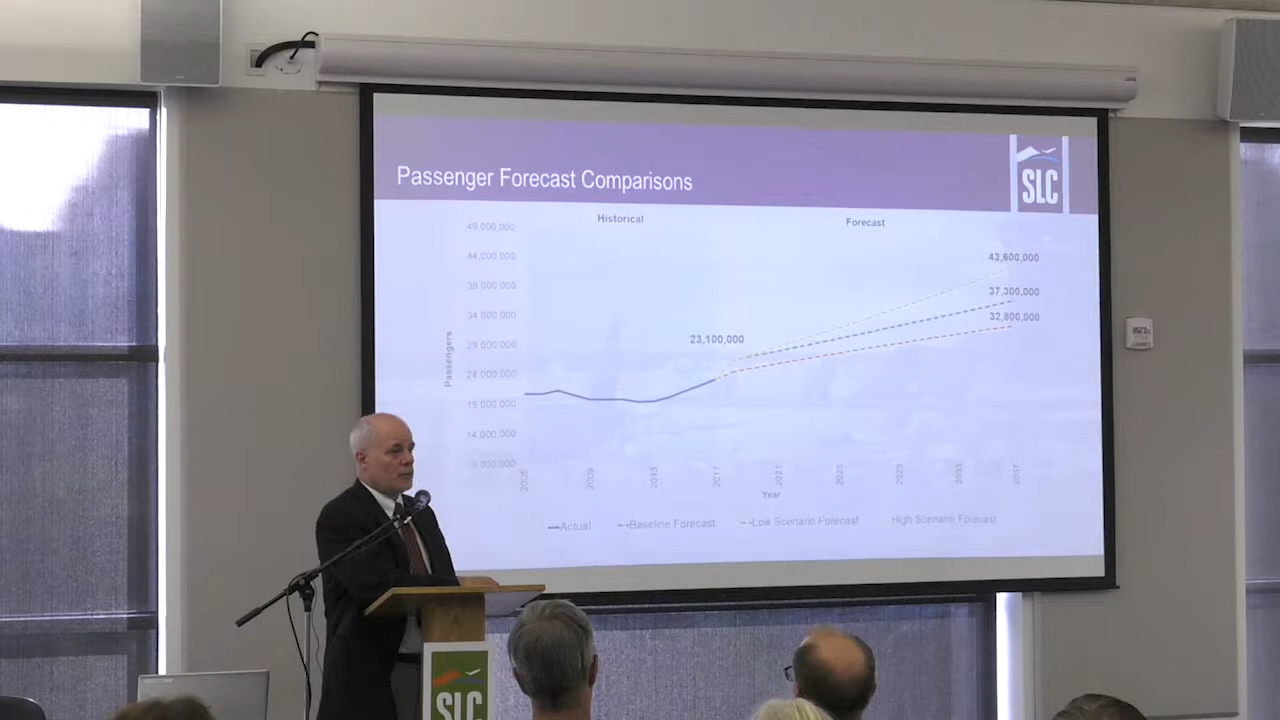 Passenger Forecast Comparisons
SLC
Historical
Forecast
49,000,000
44,000,000
39,000,000
34,000,000
29,000,000
24,000,000
19,000,000
14,000,000
9,000,000
Passengers
43,600,000
37,300,000
32,800,000
23,100,000
2005
2009
2013
2017
2021
2025
2029
2033
2037
Year
Actual
Baseline Forecast
Low Scenario Forecast
High Scenario Forecast
SLC